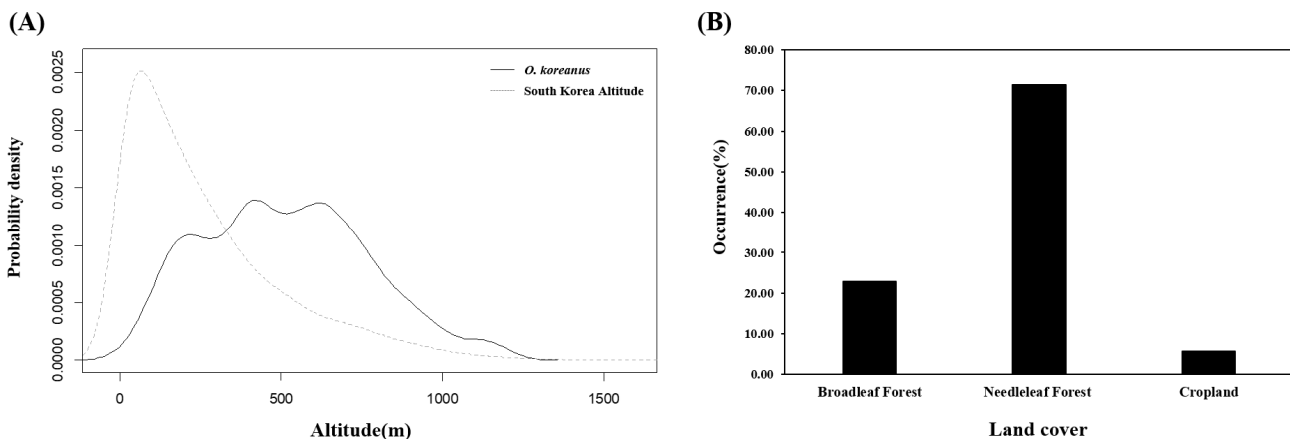 (A)
Probability density
0.0025
0.0020
0.0015
0.0010
0.0005
0.0000
O. koreanus
South Korea Altitude
0
500
1000
1500
Altitude(m)
(B)
Occurrence(%)
80.00
70.00
60.00
50.00
40.00
30.00
20.00
10.00
0.00
Broadleaf Forest
Needleleaf Forest
Cropland
Land cover